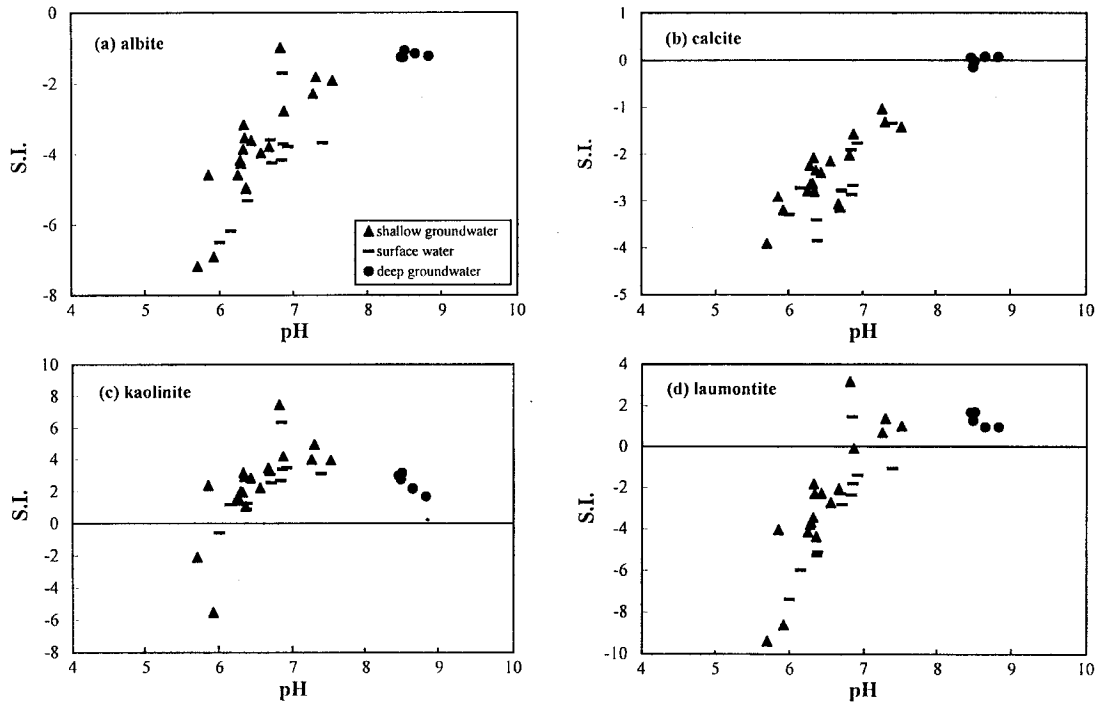 (a) albite
0
-2
-4
-6
-8
S.I.
4 5 6 7 8 9 10
pH
▲ shallow groundwater
– surface water
● deep groundwater
(b) calcite
1
0
-1
-2
-3
-4
-5
S.I.
4 5 6 7 8 9 10
pH
(c) kaolinite
10
8
6
4
2
0
-2
-4
-6
-8
S.I.
4 5 6 7 8 9 10
pH
(d) laumontite
4
2
0
-2
-4
-6
-8
-10
S.I.
4 5 6 7 8 9 10
pH